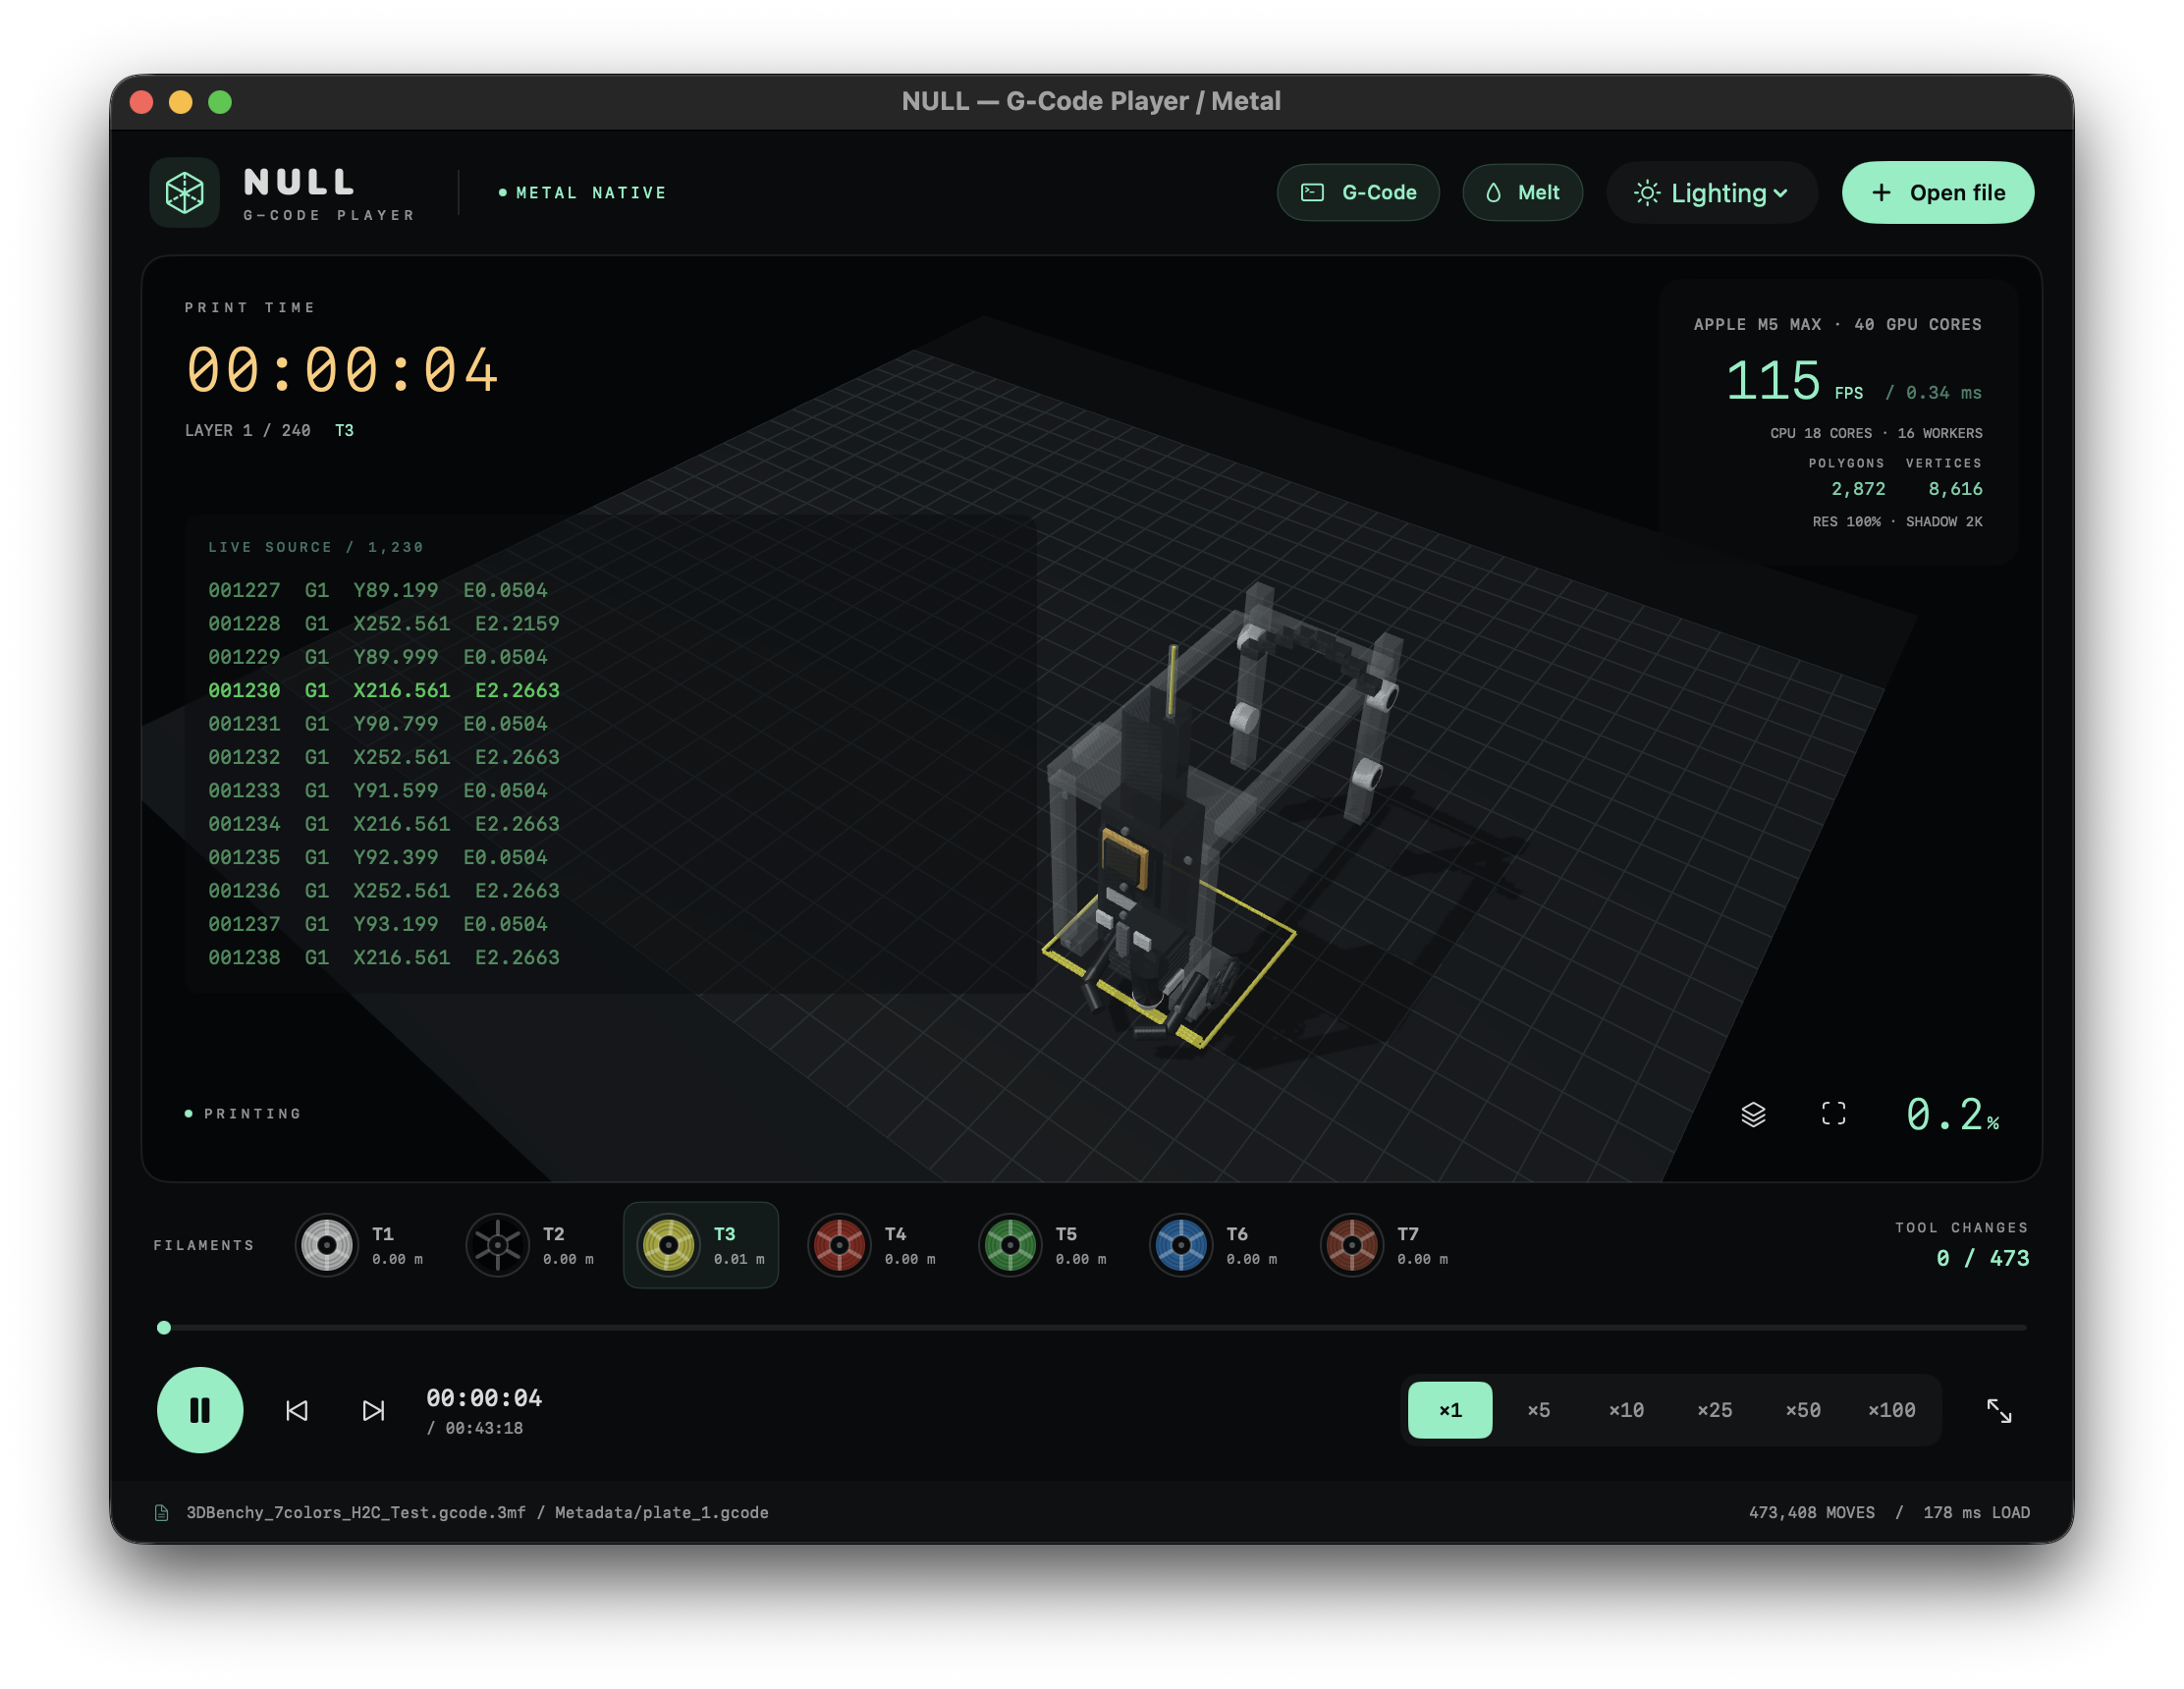 NULL — G-Code Player / Metal
NULL
G-CODE PLAYER
METAL NATIVE
G-Code
Melt
Lighting
Open file
PRINT TIME
00:00:04
LAYER 1 / 240 T3
APPLE M5 MAX · 40 GPU CORES
115 FPS / 0.34 ms
CPU 18 CORES · 16 WORKERS
POLYGONS VERTICES
2,872 8,616
RES 100% · SHADOW 2K
LIVE SOURCE / 1,230
001227 G1 Y89.199 E0.0504
001228 G1 X252.561 E2.2159
001229 G1 Y89.999 E0.0504
001230 G1 X216.561 E2.2663
001231 G1 Y90.799 E0.0504
001232 G1 X252.561 E2.2663
001233 G1 Y91.599 E0.0504
001234 G1 X216.561 E2.2663
001235 G1 Y92.399 E0.0504
001236 G1 X252.561 E2.2663
001237 G1 Y93.199 E0.0504
001238 G1 X216.561 E2.2663
PRINTING
0.2%
FILAMENTS
T1
0.00 m
T2
0.00 m
T3
0.01 m
T4
0.00 m
T5
0.00 m
T6
0.00 m
T7
0.00 m
TOOL CHANGES
0 / 473
00:00:04
/ 00:43:18
×1 ×5 ×10 ×25 ×50 ×100
3DBenchy_7colors_H2C_Test.gcode.3mf / Metadata/plate_1.gcode
473,408 MOVES / 178 ms LOAD